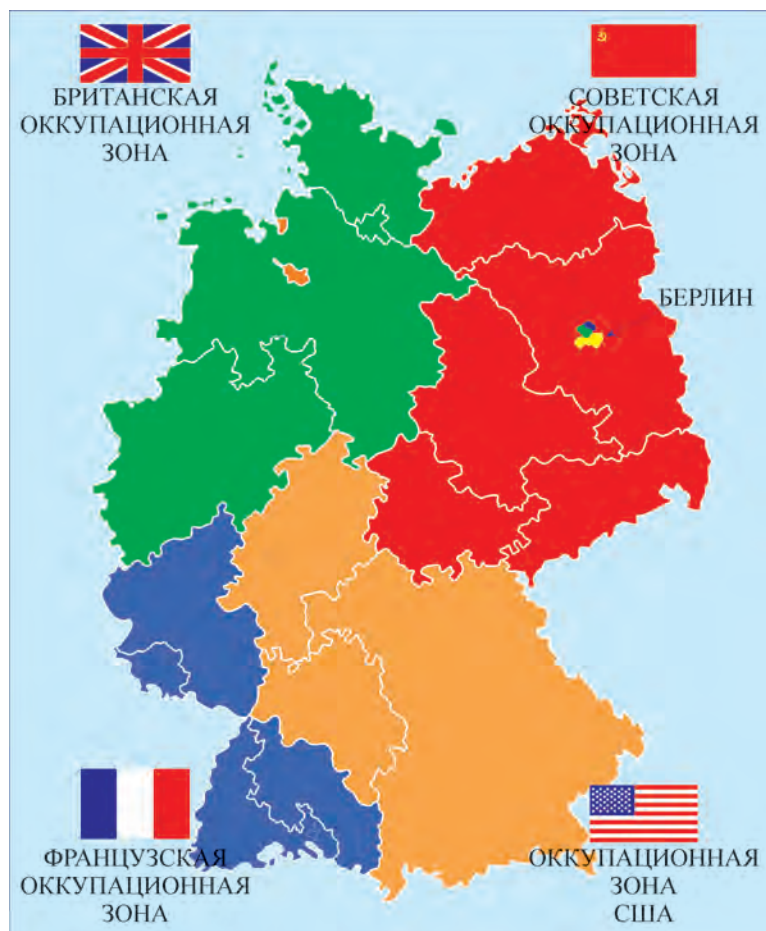 БРИТАНСКАЯ
ОККУПАЦИОННАЯ
ЗОНА
СОВЕТСКАЯ
ОККУПАЦИОННАЯ
ЗОНА
БЕРЛИН
ФРАНЦУЗСКАЯ
ОККУПАЦИОННАЯ
ЗОНА
ОККУПАЦИОННАЯ
ЗОНА
США